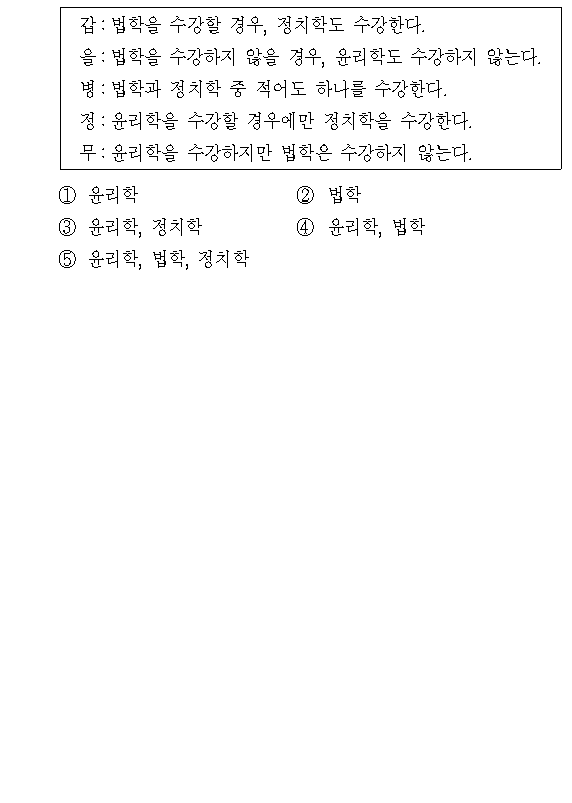 갑 : 법학을 수강할 경우, 정치학도 수강한다.
을 : 법학을 수강하지 않을 경우, 윤리학도 수강하지 않는다.
병 : 법학과 정치학 중 적어도 하나를 수강한다.
정 : 윤리학을 수강할 경우에만 정치학을 수강한다.
무 : 윤리학을 수강하지만 법학은 수강하지 않는다.
① 윤리학 ② 법학
③ 윤리학, 정치학 ④ 윤리학, 법학
⑤ 윤리학, 법학, 정치학